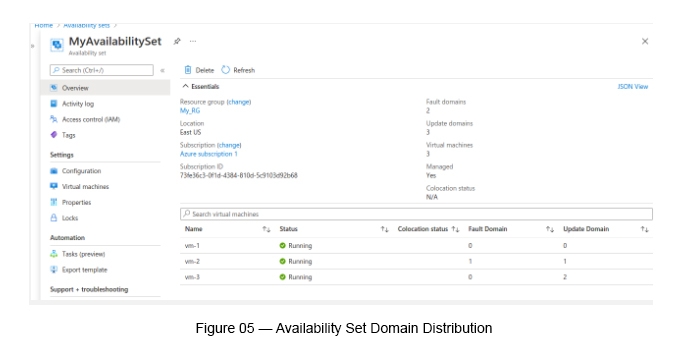 Home > Availability sets >
MyAvailabilitySet
Availability set
Search (Ctrl+/)
Delete Refresh
Overview
Activity log
Access control (IAM)
Tags
Settings
Configuration
Virtual machines
Properties
Locks
Automation
Tasks (preview)
Export template
Support + troubleshooting
Essentials
JSON View
Resource group (change)
My_RG
Location
East US
Subscription (change)
Azure subscription 1
Subscription ID
73fe36c3-0f1d-4384-810d-5c9103d92b68
Fault domains
2
Update domains
3
Virtual machines
3
Managed
Yes
Colocation status
N/A
Search virtual machines
Name Status Colocation status Fault Domain Update Domain
vm-1 Running 0 0
vm-2 Running 1 1
vm-3 Running 0 2
Figure 05 — Availability Set Domain Distribution